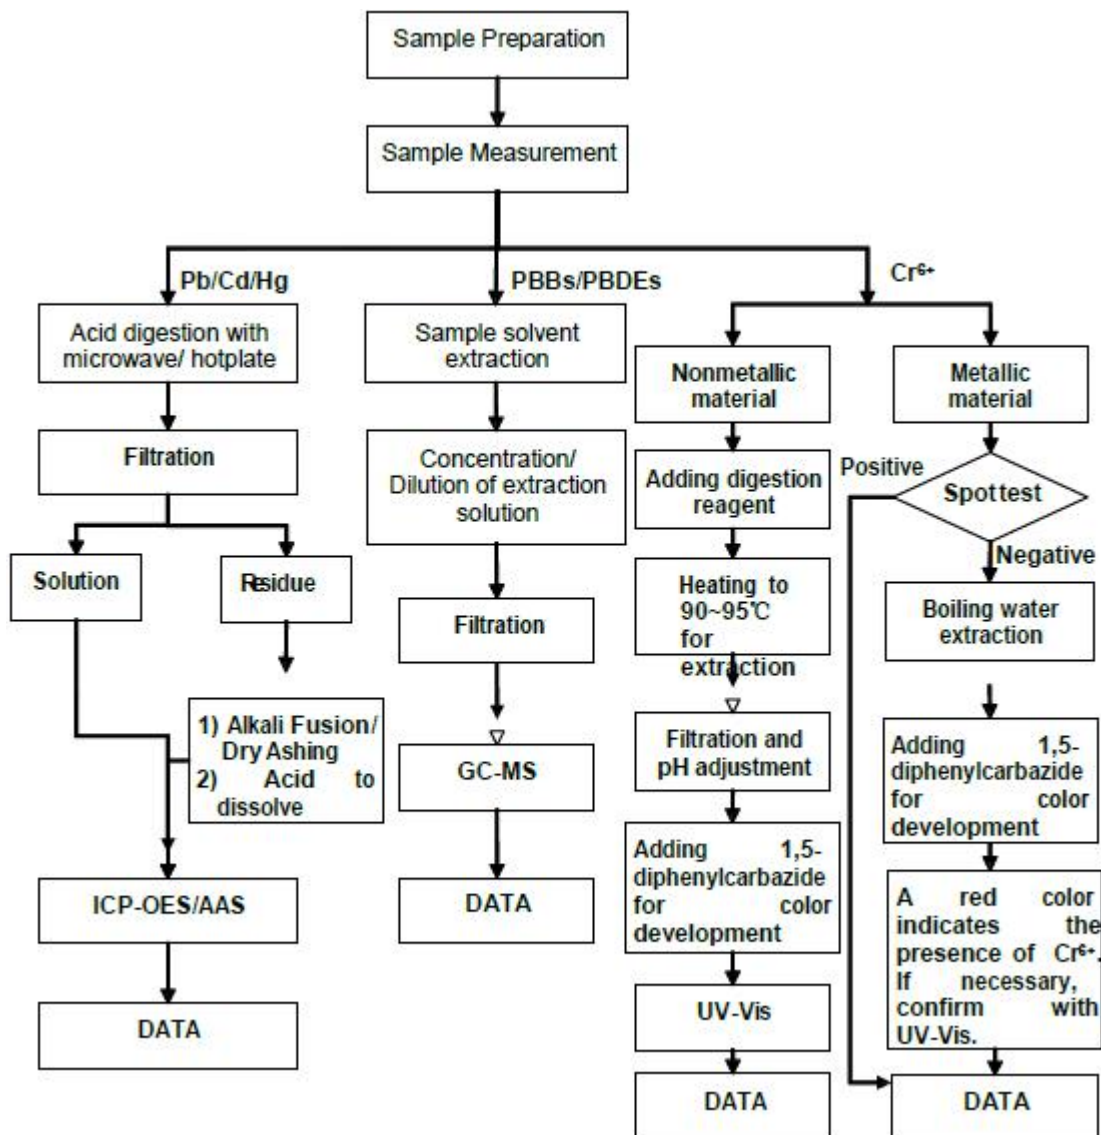 Sample Preparation
Sample Measurement
Pb/Cd/Hg
PBBs/PBDEs
Cr⁶⁺
Acid digestion with
microwave/ hotplate
Filtration
Solution
Residue
1) Alkali Fusion/
Dry Ashing
2) Acid to
dissolve
ICP-OES/AAS
DATA
Sample solvent
extraction
Concentration/
Dilution of extraction
solution
Filtration
GC-MS
DATA
Nonmetallic
material
Adding digestion
reagent
Heating to
90~95℃
for
extraction
Filtration and
pH adjustment
Adding 1,5-
diphenylcarbazide
for color
development
UV-Vis
DATA
Metallic
material
Spot test
Positive
Negative
Boiling water
extraction
Adding 1,5-
diphenylcarbazide
for color
development
A red color
indicates the
presence of Cr⁶⁺.
If necessary,
confirm with
UV-Vis.
DATA